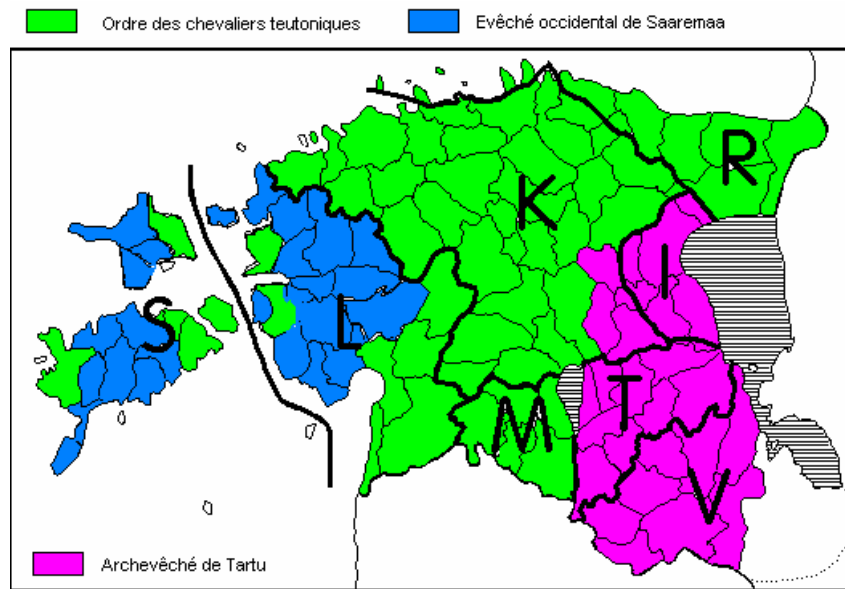 Ordre des chevaliers teutoniques
Evêché occidental de Saaremaa
R
K
I
S
L
T
M
V
Archevêché de Tartu